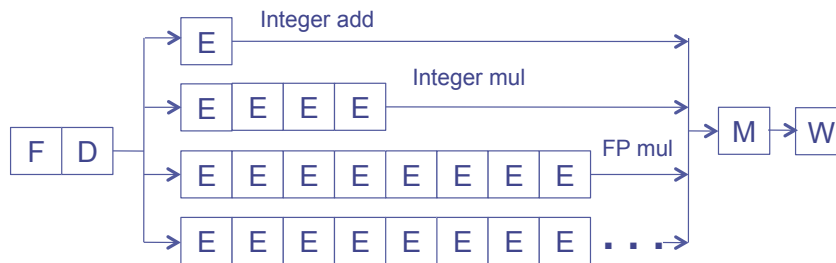 E Integer add
E E E E Integer mul
F D
M W
E E E E E E E E FP mul
E E E E E E E E . . .